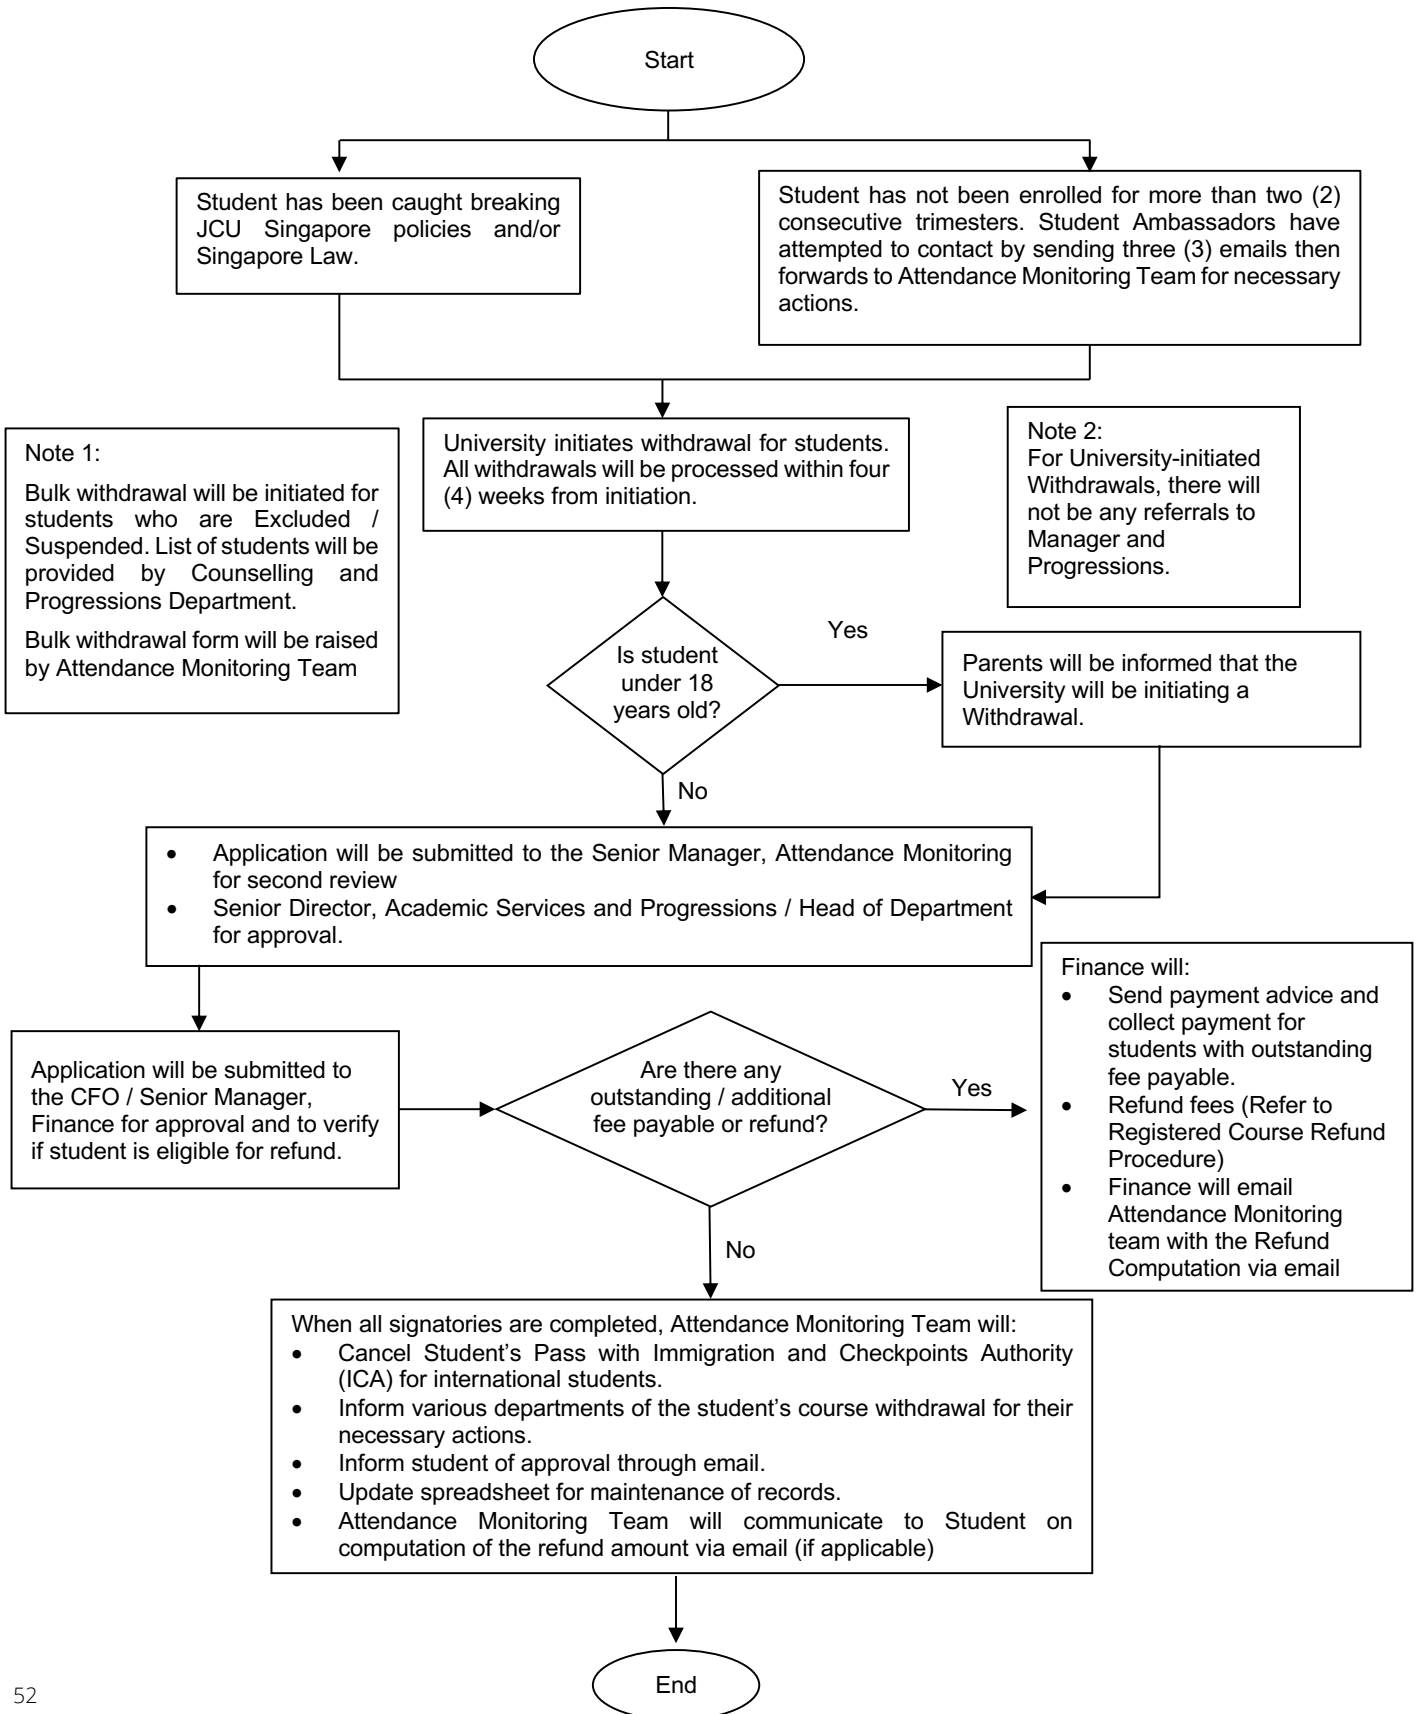 Start
Student has been caught breaking
JCU Singapore policies and/or
Singapore Law.
Student has not been enrolled for more than two (2)
consecutive trimesters. Student Ambassadors have
attempted to contact by sending three (3) emails then
forwards to Attendance Monitoring Team for necessary
actions.
Note 1:
Bulk withdrawal will be initiated for
students who are Excluded /
Suspended. List of students will be
provided by Counselling and
Progressions Department.
Bulk withdrawal form will be raised
by Attendance Monitoring Team
University initiates withdrawal for students.
All withdrawals will be processed within four
(4) weeks from initiation.
Note 2:
For University-initiated
Withdrawals, there will
not be any referrals to
Manager and
Progressions.
Is student
under 18
years old?
Yes
Parents will be informed that the
University will be initiating a
Withdrawal.
No
• Application will be submitted to the Senior Manager, Attendance Monitoring
for second review
• Senior Director, Academic Services and Progressions / Head of Department
for approval.
Application will be submitted to
the CFO / Senior Manager,
Finance for approval and to verify
if student is eligible for refund.
Are there any
outstanding / additional
fee payable or refund?
Yes
Finance will:
• Send payment advice and
collect payment for
students with outstanding
fee payable.
• Refund fees (Refer to
Registered Course Refund
Procedure)
• Finance will email
Attendance Monitoring
team with the Refund
Computation via email
No
When all signatories are completed, Attendance Monitoring Team will:
• Cancel Student’s Pass with Immigration and Checkpoints Authority
(ICA) for international students.
• Inform various departments of the student’s course withdrawal for their
necessary actions.
• Inform student of approval through email.
• Update spreadsheet for maintenance of records.
• Attendance Monitoring Team will communicate to Student on
computation of the refund amount via email (if applicable)
End
52